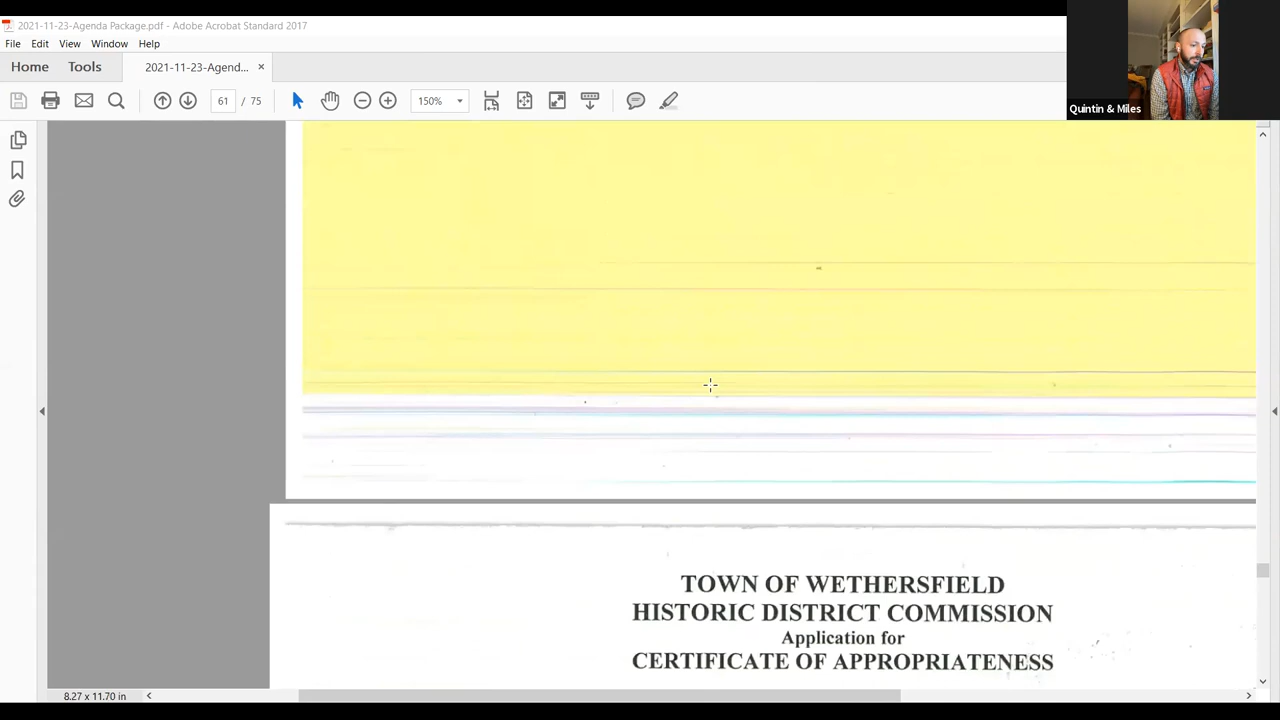 2021-11-23-Agenda Package.pdf - Adobe Acrobat Standard 2017
File Edit View Window Help
Home Tools 2021-11-23-Agend... ×
61 / 75 150%
Quintin & Miles
TOWN OF WETHERSFIELD
HISTORIC DISTRICT COMMISSION
Application for
CERTIFICATE OF APPROPRIATENESS
8.27 x 11.70 in